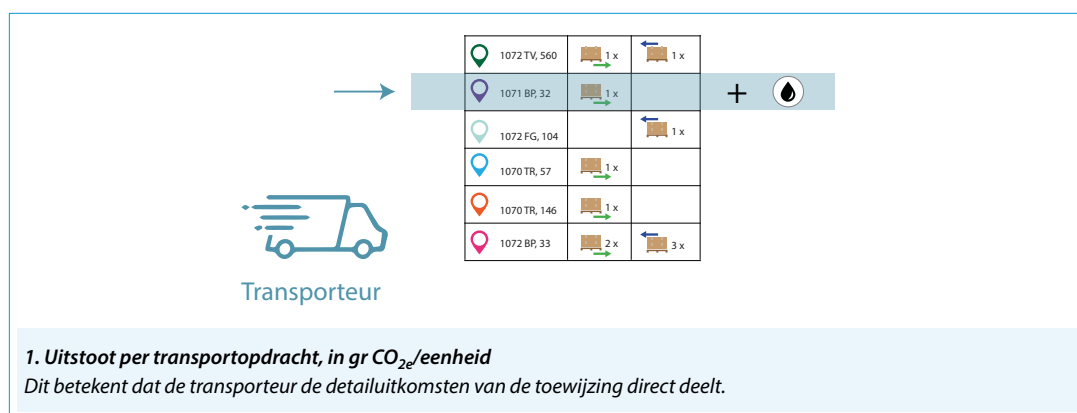 1072 TV, 560 1 x 1 x
1071 BP, 32 1 x +
1072 FG, 104 1 x
1070 TR, 57 1 x
1070 TR, 146 1 x
1072 BP, 33 2 x 3 x
Transporteur
1. Uitstoot per transportopdracht, in gr CO2e/eenheid
Dit betekent dat de transporteur de detailuitkomsten van de toewijzing direct deelt.